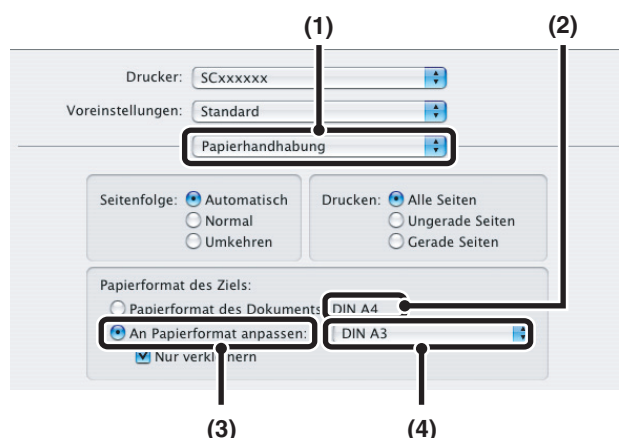 (1) (2)
Drucker: SCxxxxxx
Voreinstellungen: Standard
Papierhandhabung
Seitenfolge: Automatisch Drucken: Alle Seiten
Normal Ungerade Seiten
Umkehren Gerade Seiten
Papierformat des Ziels:
Papierformat des Dokuments DIN A4
An Papierformat anpassen: DIN A3
Nur verkleinern
(3) (4)